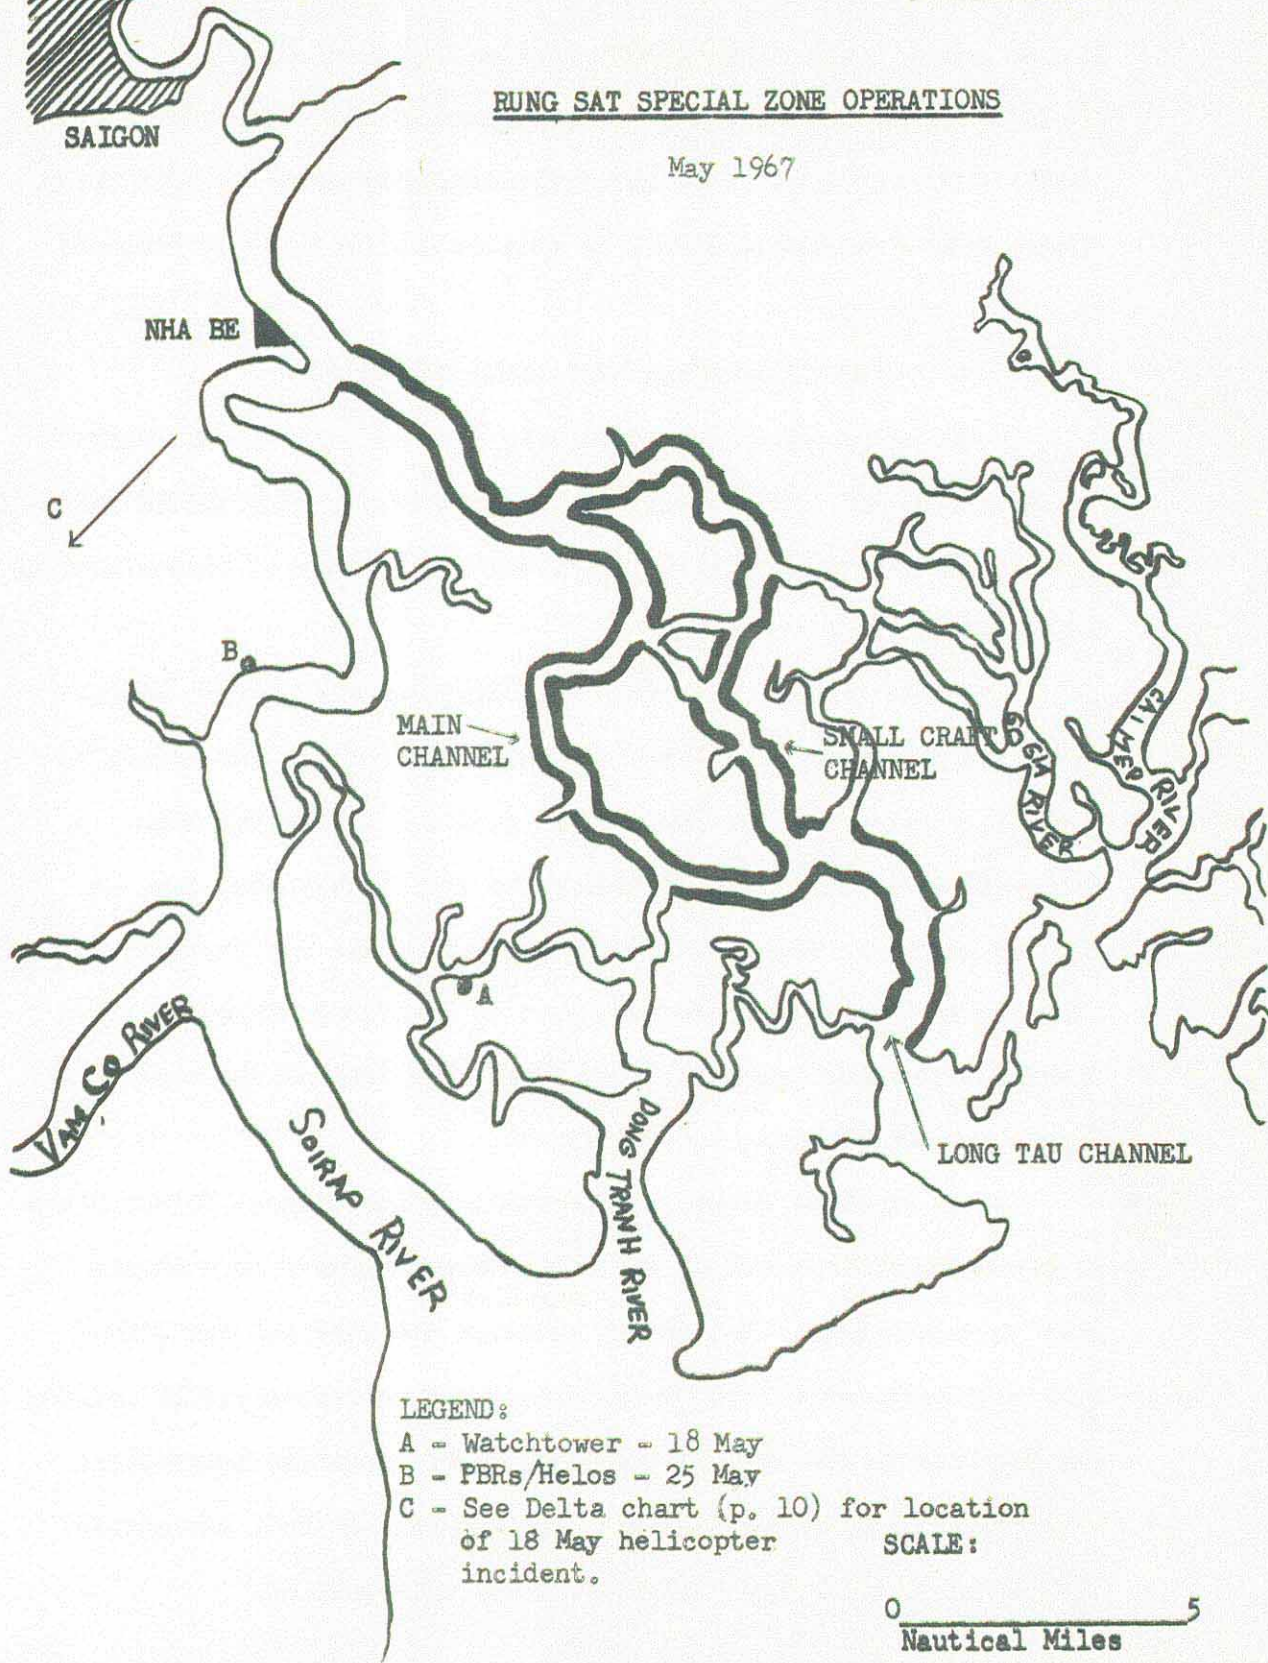 RUNG SAT SPECIAL ZONE OPERATIONS
May 1967
SAIGON
NHA BE
C
B
MAIN
CHANNEL
SMALL CRAFT
CHANNEL
GO GIA RIVER
CAI MEP RIVER
A
VAM CO RIVER
SOIRAP RIVER
DONG TRANH RIVER
LONG TAU CHANNEL
LEGEND:
A - Watchtower - 18 May
B - PBRs/Helos - 25 May
C - See Delta chart (p. 10) for location
of 18 May helicopter
incident.
SCALE:
0 5
Nautical Miles